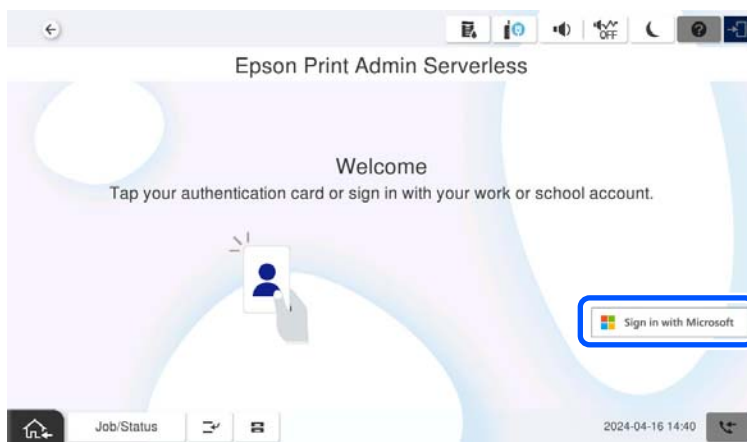 OFF
?
Epson Print Admin Serverless
Welcome
Tap your authentication card or sign in with your work or school account.
Sign in with Microsoft
Job/Status
2024-04-16 14:40